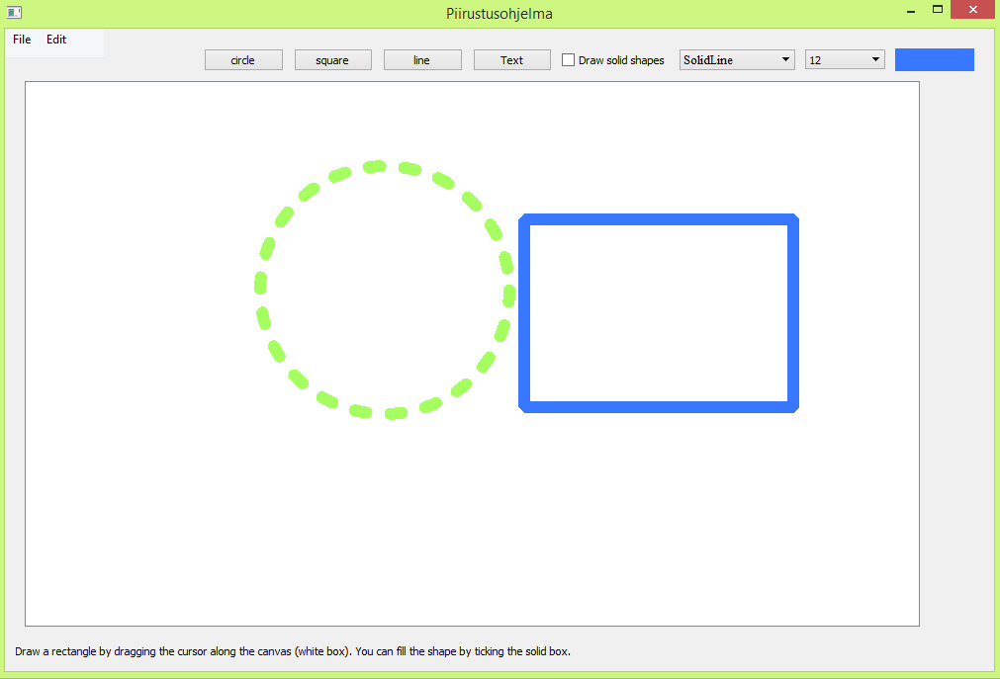 Piirustusohjelma
File Edit
circle square line Text Draw solid shapes SolidLine 12
Draw a rectangle by dragging the cursor along the canvas (white box). You can fill the shape by ticking the solid box.